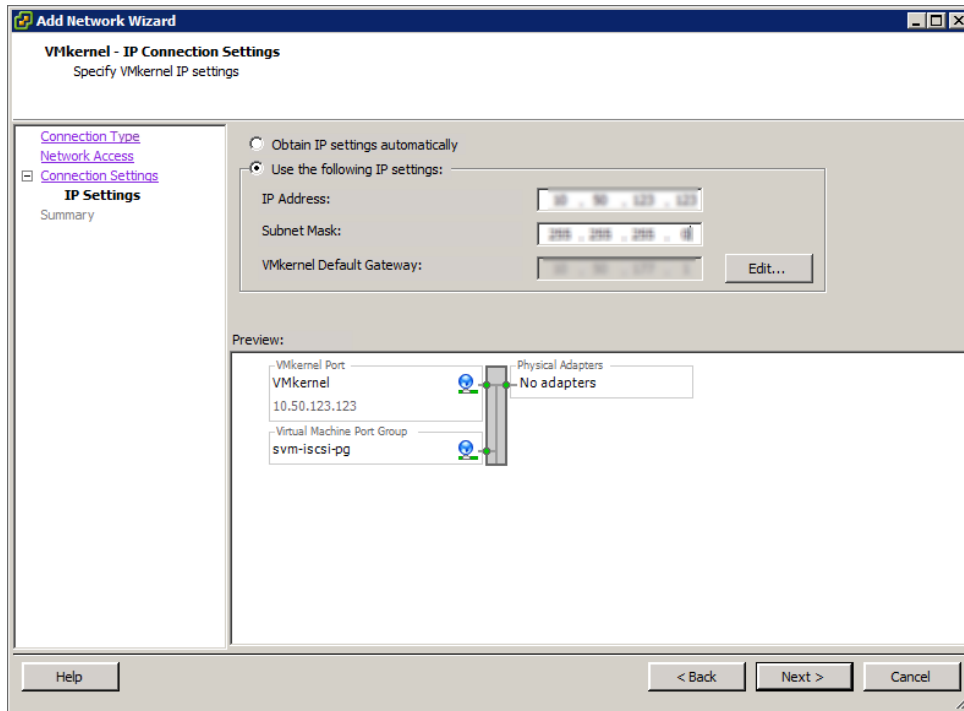 Add Network Wizard
VMkernel - IP Connection Settings
Specify VMkernel IP settings
Connection Type
Network Access
Connection Settings
IP Settings
Summary
Obtain IP settings automatically
Use the following IP settings:
IP Address:
Subnet Mask:
VMkernel Default Gateway:
Edit...
Preview:
VMkernel Port
VMkernel
10.50.123.123
Physical Adapters
No adapters
Virtual Machine Port Group
svm-iscsi-pg
Help
< Back
Next >
Cancel